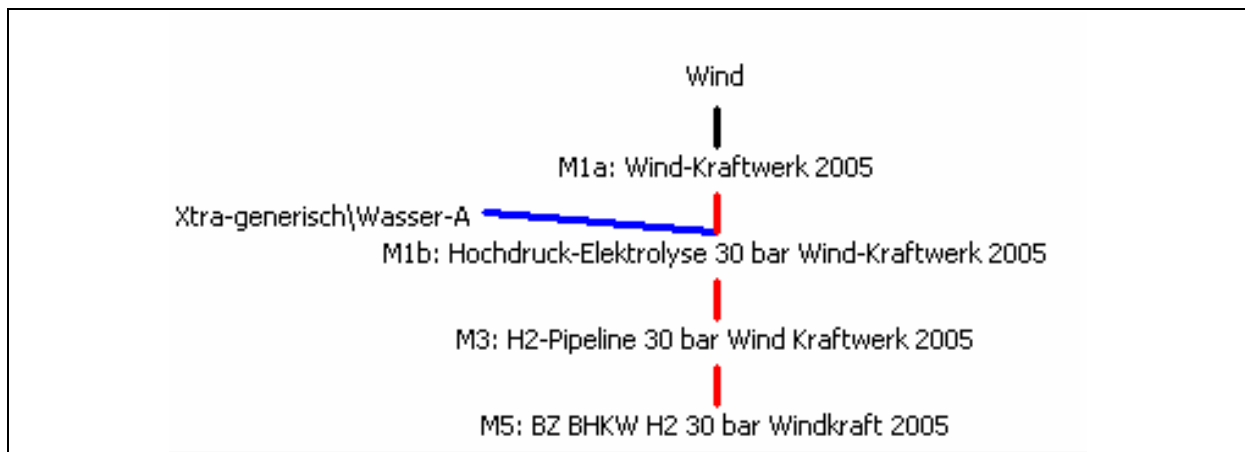 Wind
M1a: Wind-Kraftwerk 2005
Xtra-generisch\Wasser-A
M1b: Hochdruck-Elektrolyse 30 bar Wind-Kraftwerk 2005
M3: H2-Pipeline 30 bar Wind Kraftwerk 2005
M5: BZ BHKW H2 30 bar Windkraft 2005